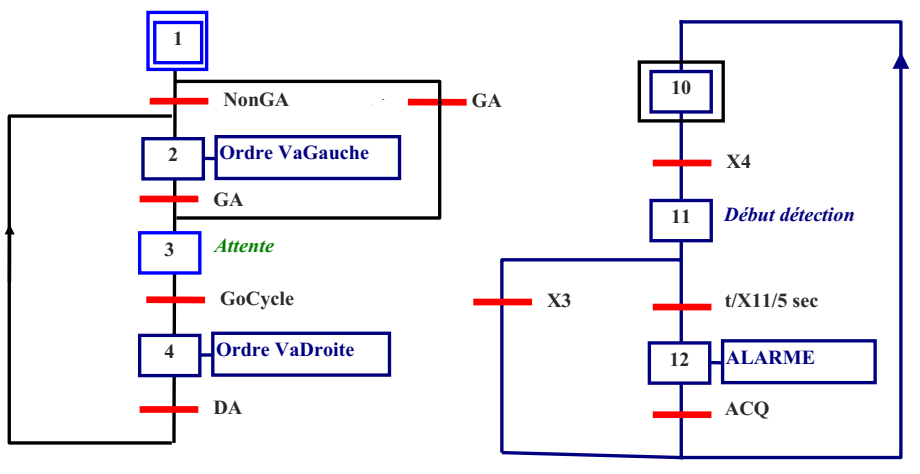 1
NonGA
GA
2
Ordre VaGauche
GA
3
Attente
GoCycle
4
Ordre VaDroite
DA
10
X4
11
Début détection
X3
t/X11/5 sec
12
ALARME
ACQ